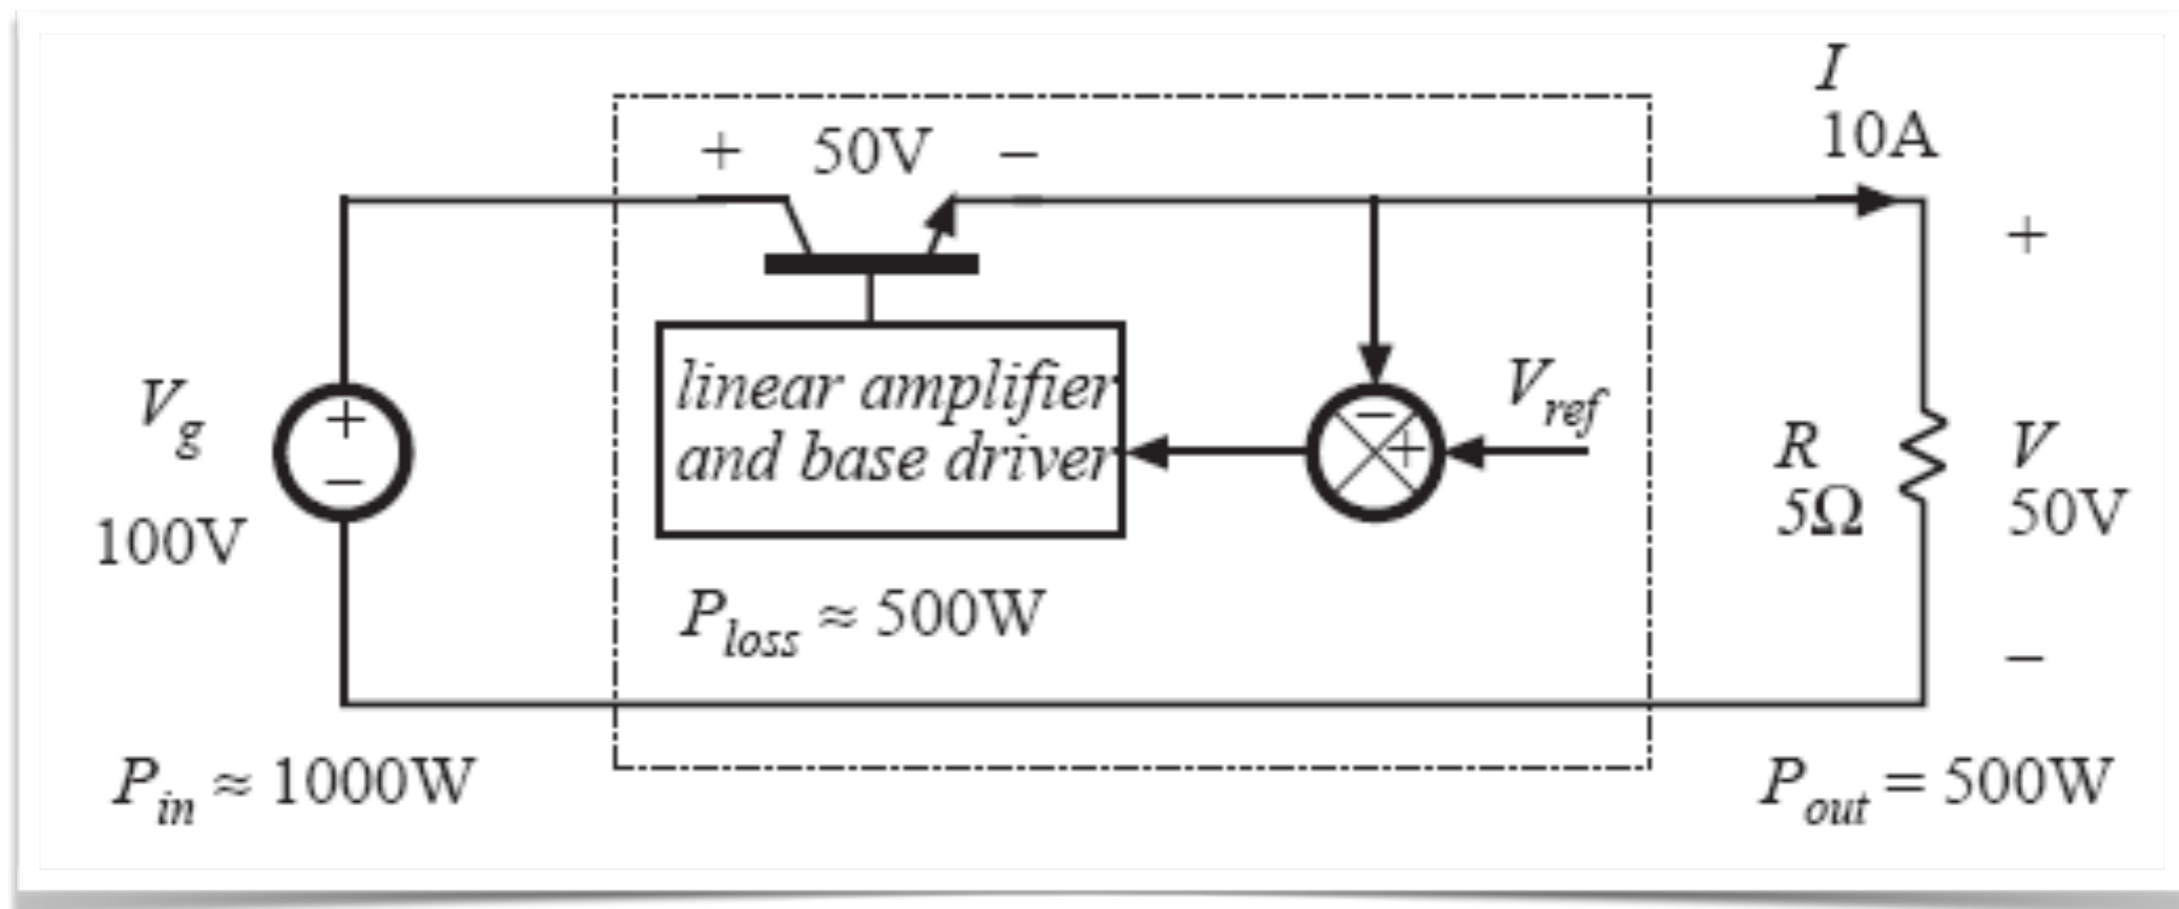 I
10A
+ 50V −
+
V_g
+
−
100V
linear amplifier
and base driver
−
+
V_ref
R
5Ω
V
50V
P_loss ≈ 500W
−
P_in ≈ 1000W
P_out = 500W